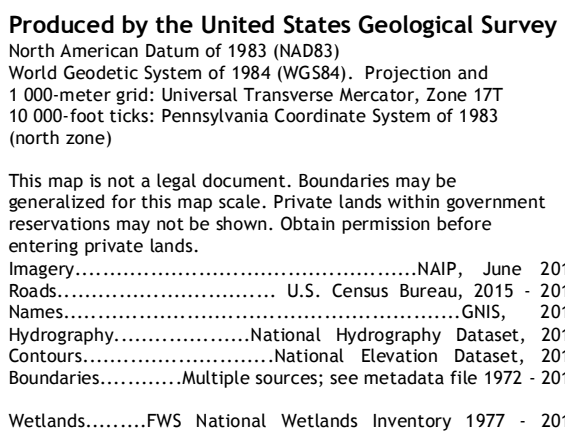 Produced by the United States Geological Survey
North American Datum of 1983 (NAD83)
World Geodetic System of 1984 (WGS84). Projection and
1 000-meter grid: Universal Transverse Mercator, Zone 17T
10 000-foot ticks: Pennsylvania Coordinate System of 1983
(north zone)
This map is not a legal document. Boundaries may be
generalized for this map scale. Private lands within government
reservations may not be shown. Obtain permission before
entering private lands.
Imagery....................................................NAIP, June
Roads................................. U.S. Census Bureau, 2015 -
Names........................................................GNIS,
Hydrography.....................National Hydrography Dataset,
Contours.............................National Elevation Dataset,
Boundaries............Multiple sources; see metadata file 1972 -
Wetlands.........FWS National Wetlands Inventory 1977 -